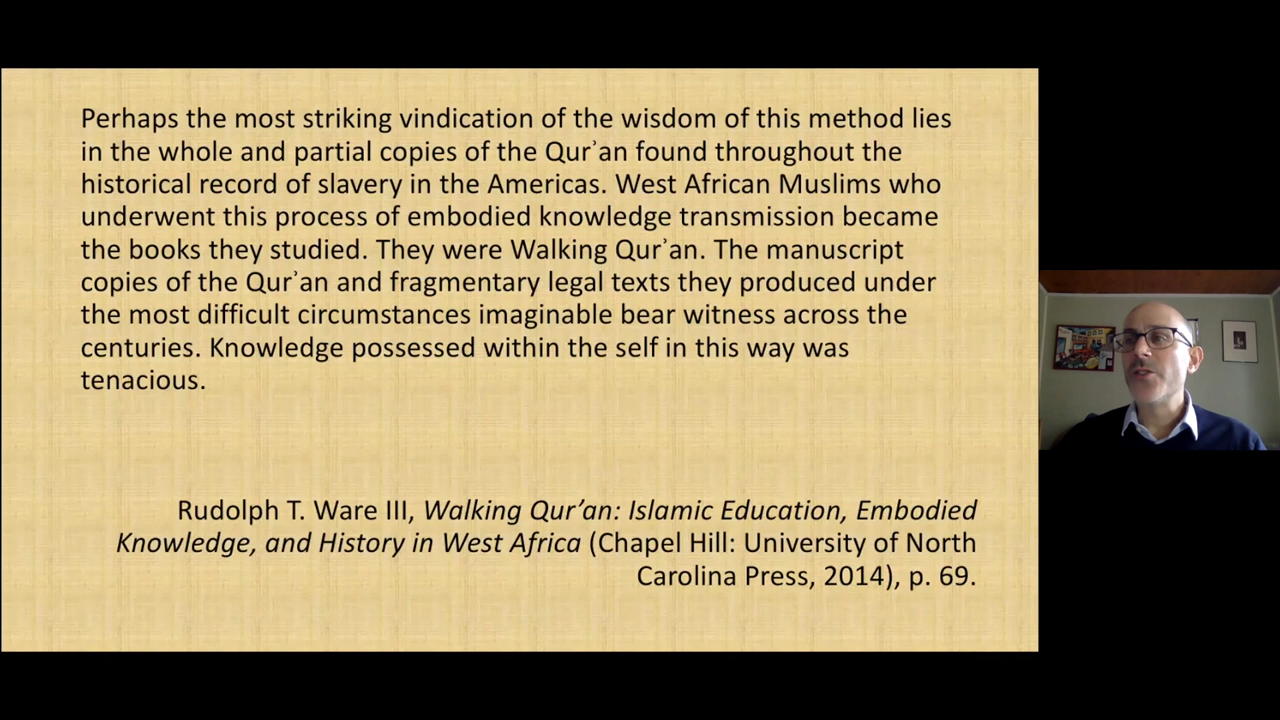 Perhaps the most striking vindication of the wisdom of this method lies
in the whole and partial copies of the Qurʾan found throughout the
historical record of slavery in the Americas. West African Muslims who
underwent this process of embodied knowledge transmission became
the books they studied. They were Walking Qurʾan. The manuscript
copies of the Qurʾan and fragmentary legal texts they produced under
the most difficult circumstances imaginable bear witness across the
centuries. Knowledge possessed within the self in this way was
tenacious.
Rudolph T. Ware III, Walking Qur’an: Islamic Education, Embodied
Knowledge, and History in West Africa (Chapel Hill: University of North
Carolina Press, 2014), p. 69.